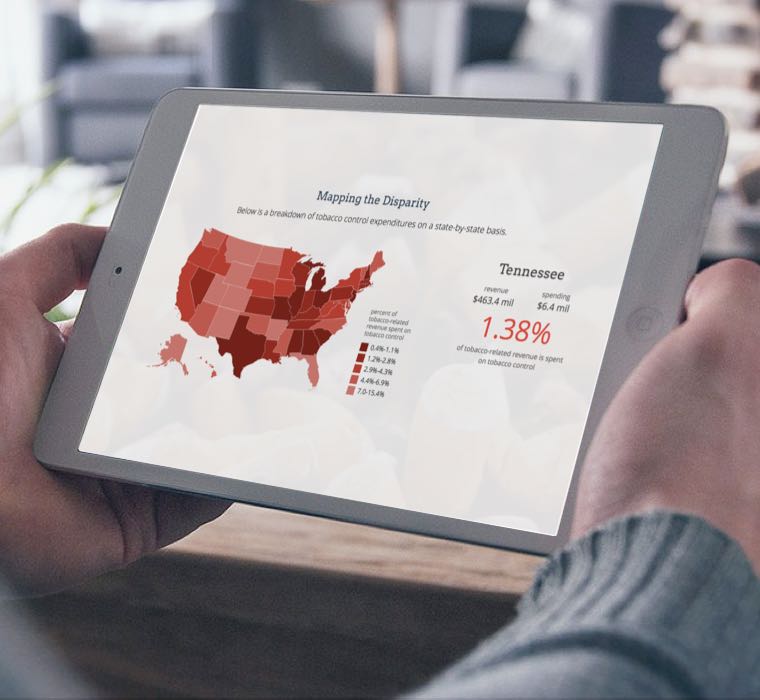 Mapping the Disparity
Below is a breakdown of tobacco control expenditures on a state-by-state basis.
percent of
tobacco-related
revenue spent on
tobacco control
0.4%-1.1%
1.2%-2.8%
2.9%-4.3%
4.4%-6.9%
7.0-15.4%
Tennessee
revenue
$463.4 mil
spending
$6.4 mil
1.38%
of tobacco-related revenue is spent
on tobacco control